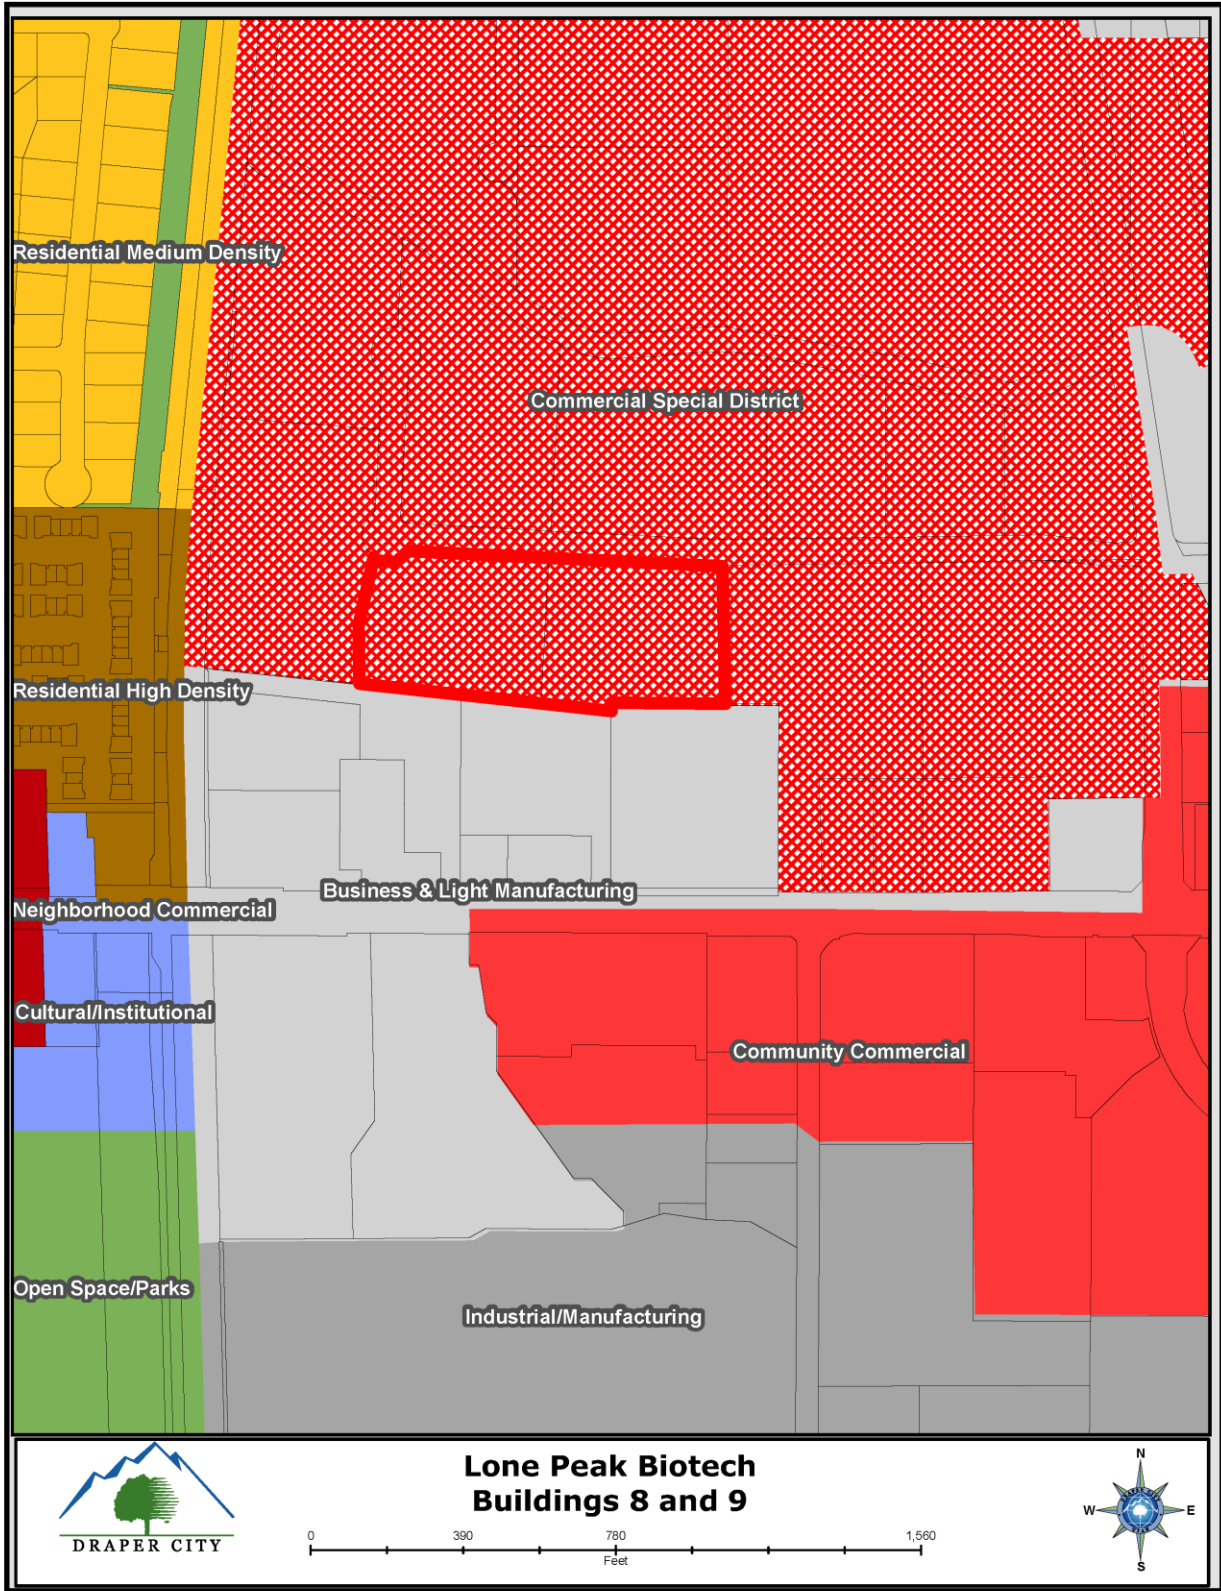 Residential Medium Density
Commercial Special District
Residential High Density
Business & Light Manufacturing
Neighborhood Commercial
Cultural/Institutional
Community Commercial
Open Space/Parks
Industrial/Manufacturing
DRAPER CITY
Lone Peak Biotech
Buildings 8 and 9
0 390 780 1,560
Feet
N
W E
S